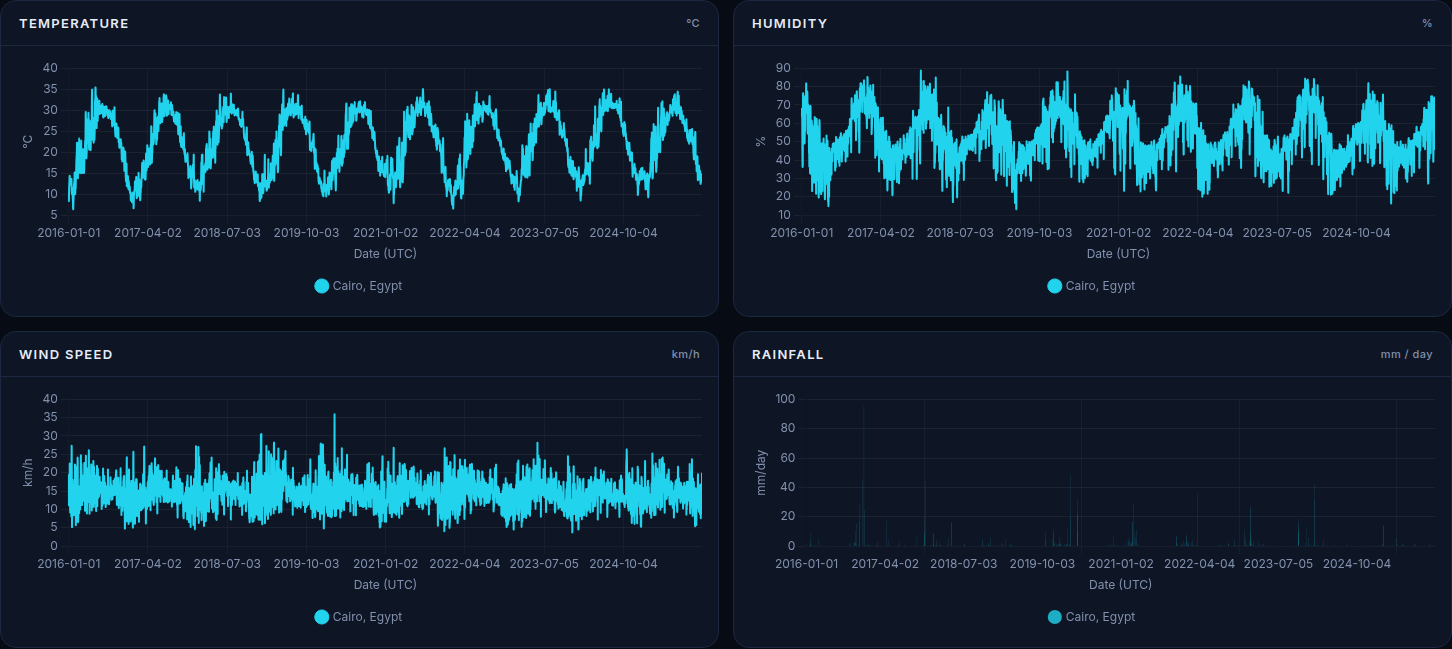 TEMPERATURE °C
40
35
30
25
20
15
10
5
°C
2016-01-01 2017-04-02 2018-07-03 2019-10-03 2021-01-02 2022-04-04 2023-07-05 2024-10-04
Date (UTC)
Cairo, Egypt
HUMIDITY %
90
80
70
60
50
40
30
20
10
%
2016-01-01 2017-04-02 2018-07-03 2019-10-03 2021-01-02 2022-04-04 2023-07-05 2024-10-04
Date (UTC)
Cairo, Egypt
WIND SPEED km/h
40
35
30
25
20
15
10
5
0
km/h
2016-01-01 2017-04-02 2018-07-03 2019-10-03 2021-01-02 2022-04-04 2023-07-05 2024-10-04
Date (UTC)
Cairo, Egypt
RAINFALL mm / day
100
80
60
40
20
0
mm/day
2016-01-01 2017-04-02 2018-07-03 2019-10-03 2021-01-02 2022-04-04 2023-07-05 2024-10-04
Date (UTC)
Cairo, Egypt